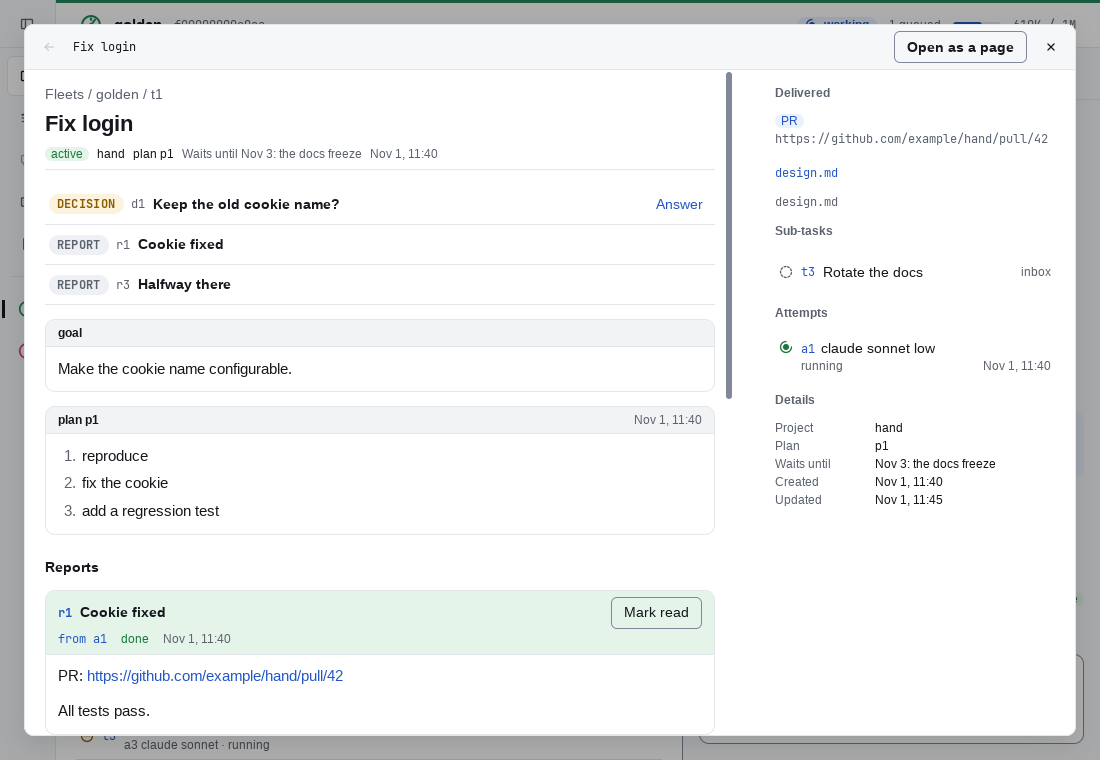 Fix login
Open as a page
Fleets / golden / t1
Fix login
active hand plan p1 Waits until Nov 3: the docs freeze Nov 1, 11:40
DECISION d1 Keep the old cookie name? Answer
REPORT r1 Cookie fixed
REPORT r3 Halfway there
goal
Make the cookie name configurable.
plan p1 Nov 1, 11:40
1. reproduce
2. fix the cookie
3. add a regression test
Reports
r1 Cookie fixed Mark read
from a1 done Nov 1, 11:40
PR: https://github.com/example/hand/pull/42
All tests pass.
Delivered
PR
https://github.com/example/hand/pull/42
design.md
design.md
Sub-tasks
t3 Rotate the docs inbox
Attempts
a1 claude sonnet low
running Nov 1, 11:40
Details
Project hand
Plan p1
Waits until Nov 3: the docs freeze
Created Nov 1, 11:40
Updated Nov 1, 11:45
a3 claude sonnet · running